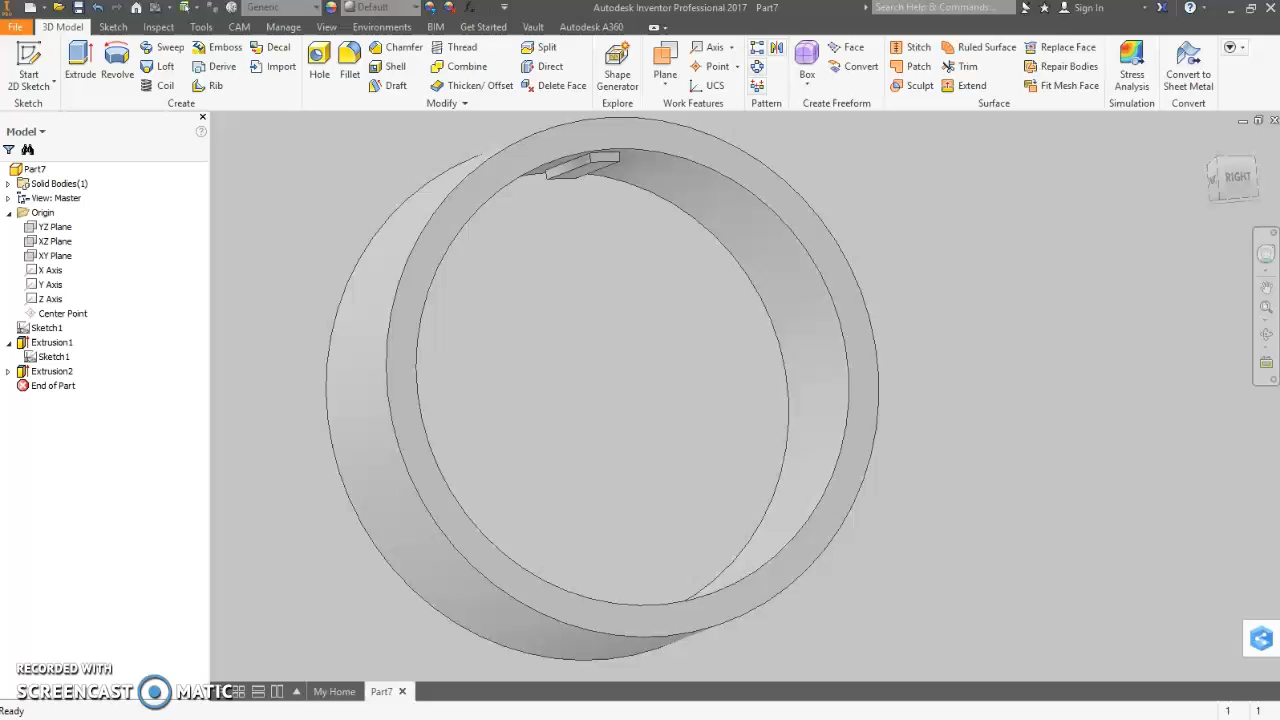 Generic Default Autodesk Inventor Professional 2017 Part7 Search Help & Commands... Sign In
File 3D Model Sketch Inspect Tools CAM Manage View Environments BIM Get Started Vault Autodesk A360
Start 2D Sketch Extrude Revolve Sweep Emboss Decal Hole Fillet Chamfer Thread Split Shape Generator Plane Axis Box Face Stitch Ruled Surface Replace Face Stress Analysis Convert to Sheet Metal
Loft Derive Import Shell Combine Direct Point Convert Patch Trim Repair Bodies
Coil Rib Draft Thicken/ Offset Delete Face UCS Sculpt Extend Fit Mesh Face
Sketch Create Modify Explore Work Features Pattern Create Freeform Surface Simulation Convert
Model
Part7
Solid Bodies(1)
View: Master
Origin
YZ Plane
XZ Plane
XY Plane
X Axis
Y Axis
Z Axis
Center Point
Sketch1
Extrusion1
Sketch1
Extrusion2
End of Part
RIGHT
RECORDED WITH
SCREENCAST MATIC
My Home Part7
Ready 1 1